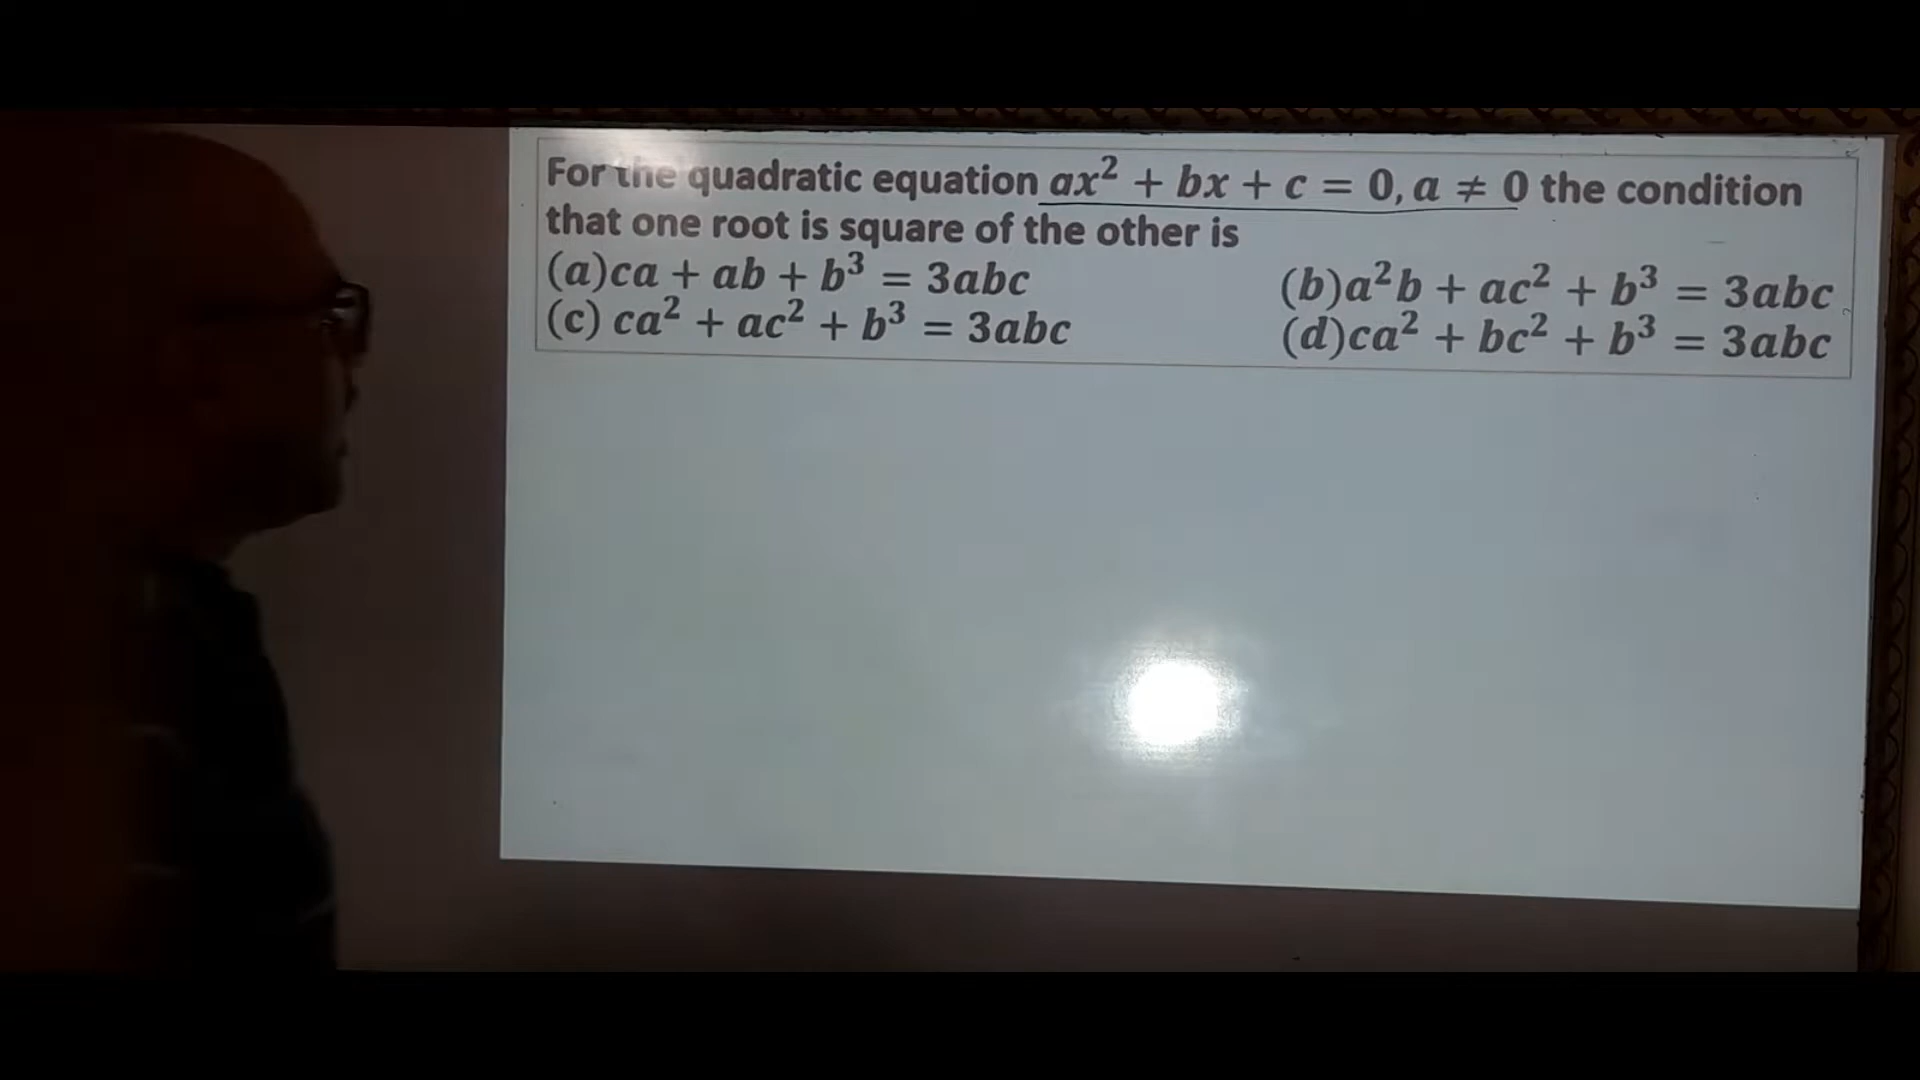 For the quadratic equation ax² + bx + c = 0, a ≠ 0 the condition
that one root is square of the other is
(a)ca + ab + b³ = 3abc (b)a²b + ac² + b³ = 3abc
(c) ca² + ac² + b³ = 3abc (d)ca² + bc² + b³ = 3abc